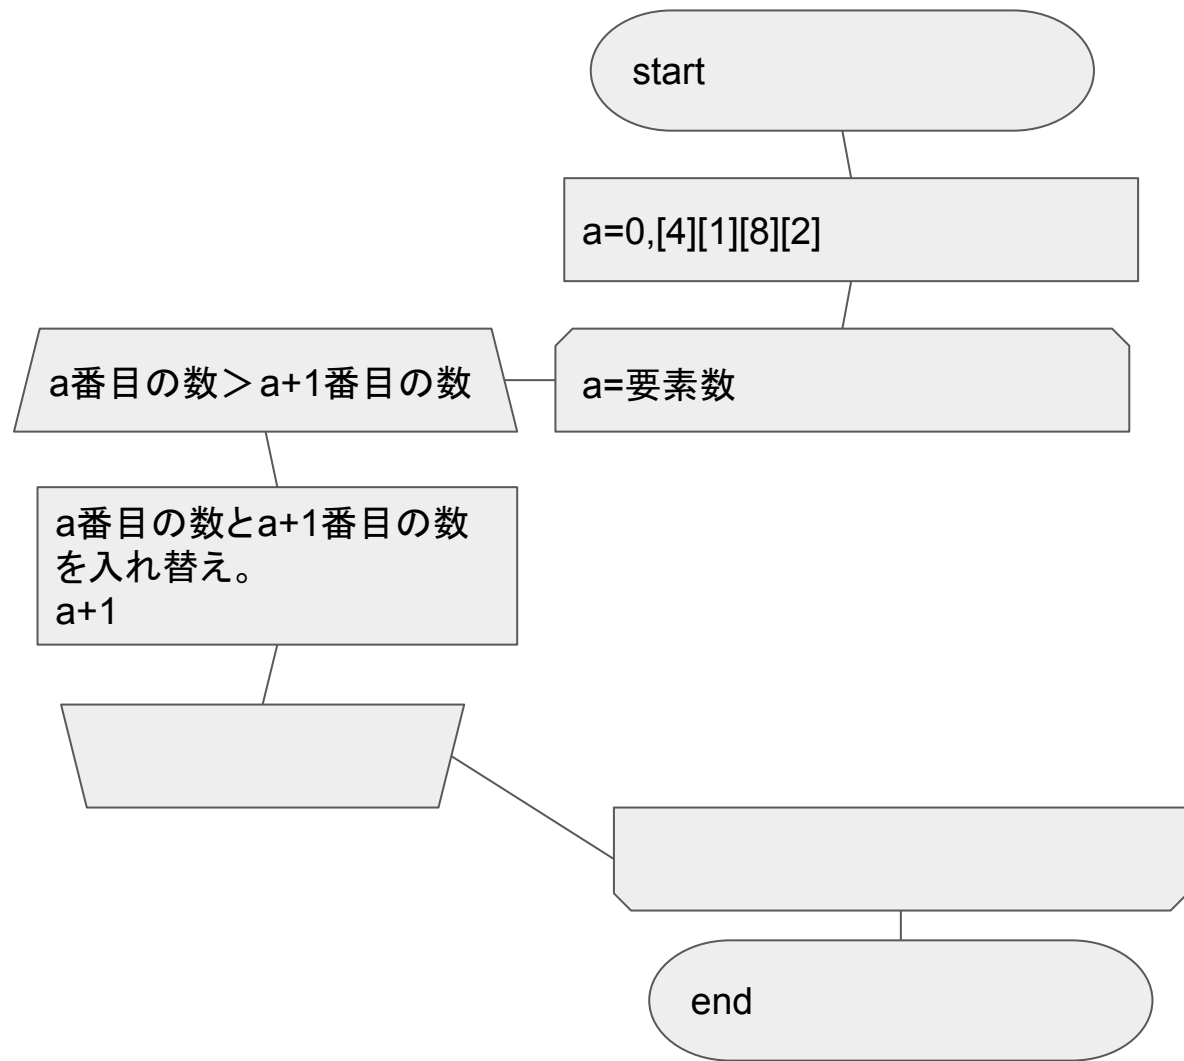 start
a=0,[4][1][8][2]
a=要素数
a番目の数＞a+1番目の数
a番目の数とa+1番目の数
を入れ替え。
a+1
end